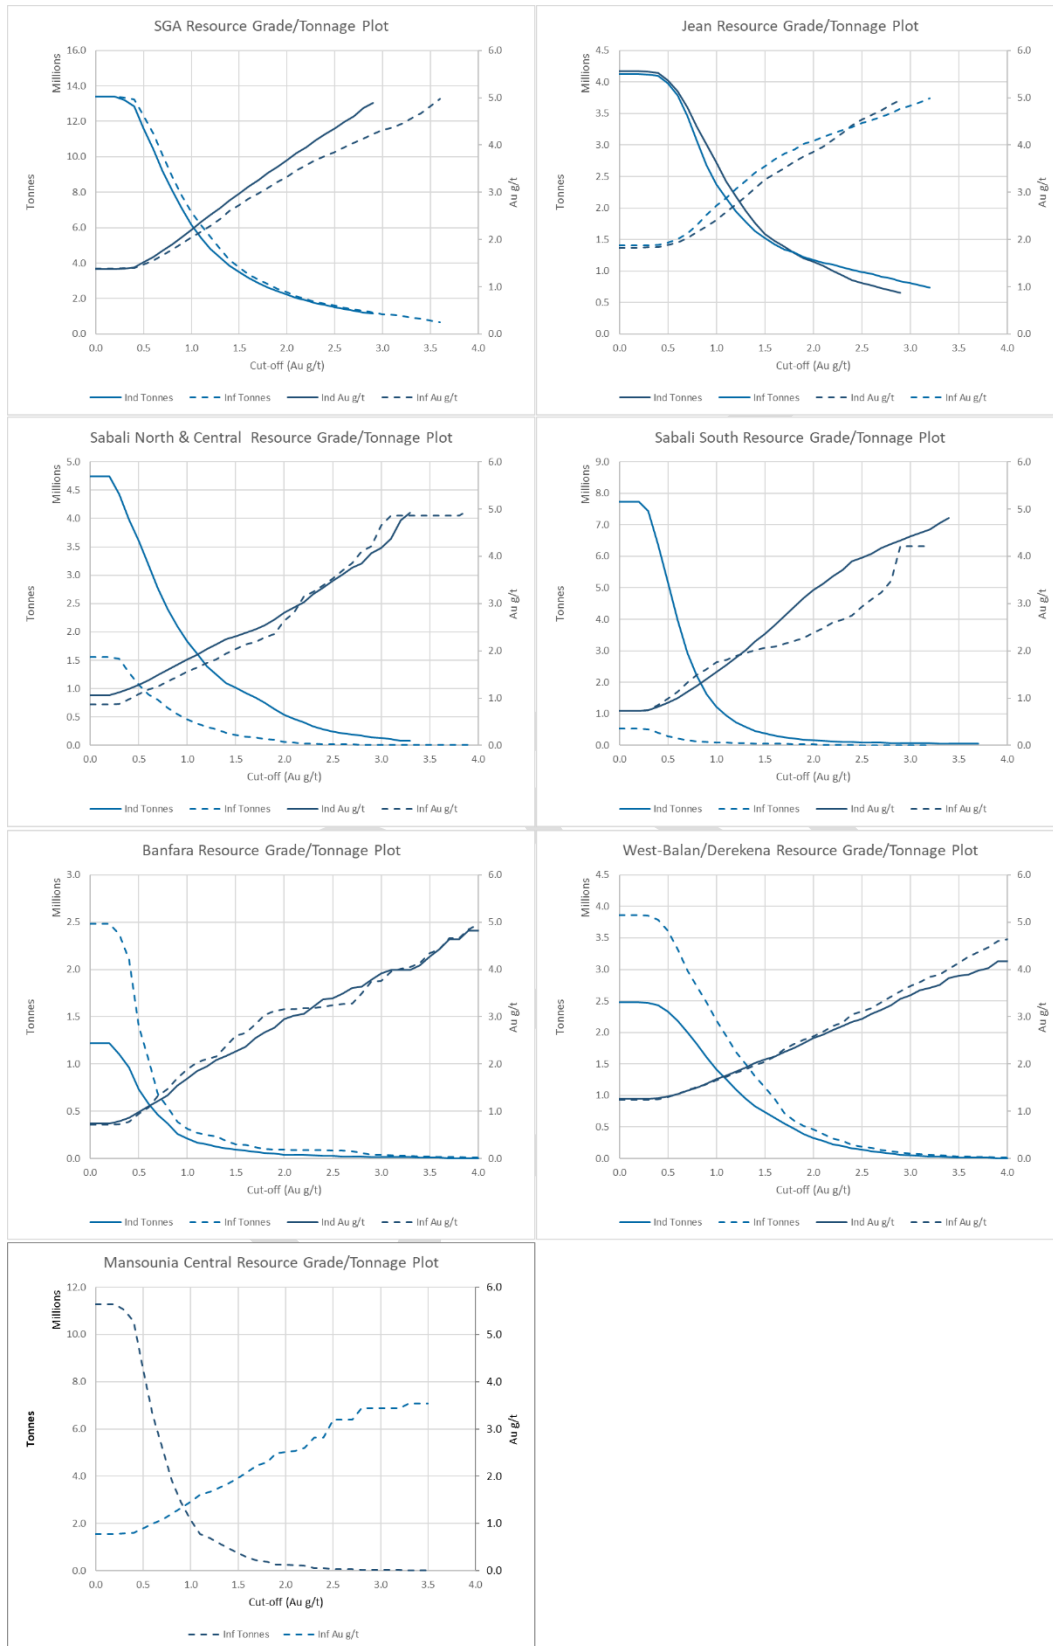 SGA Resource Grade/Tonnage Plot
Millions
Tonnes
16.0
14.0
12.0
10.0
8.0
6.0
4.0
2.0
0.0
6.0
5.0
4.0
3.0
2.0
1.0
0.0
Au g/t
0.0 0.5 1.0 1.5 2.0 2.5 3.0 3.5 4.0
Cut-off (Au g/t)
Ind Tonnes Inf Tonnes Ind Au g/t Inf Au g/t
Jean Resource Grade/Tonnage Plot
Millions
Tonnes
4.5
4.0
3.5
3.0
2.5
2.0
1.5
1.0
0.5
0.0
6.0
5.0
4.0
3.0
2.0
1.0
0.0
Au g/t
0.0 0.5 1.0 1.5 2.0 2.5 3.0 3.5 4.0
Cut-off (Au g/t)
Ind Tonnes Inf Tonnes Ind Au g/t Inf Au g/t
Sabali North & Central Resource Grade/Tonnage Plot
Millions
Tonnes
5.0
4.5
4.0
3.5
3.0
2.5
2.0
1.5
1.0
0.5
0.0
6.0
5.0
4.0
3.0
2.0
1.0
0.0
Au g/t
0.0 0.5 1.0 1.5 2.0 2.5 3.0 3.5 4.0
Cut-off (Au g/t)
Ind Tonnes Inf Tonnes Ind Au g/t Inf Au g/t
Sabali South Resource Grade/Tonnage Plot
Millions
Tonnes
9.0
8.0
7.0
6.0
5.0
4.0
3.0
2.0
1.0
0.0
6.0
5.0
4.0
3.0
2.0
1.0
0.0
Au g/t
0.0 0.5 1.0 1.5 2.0 2.5 3.0 3.5 4.0
Cut-off (Au g/t)
Ind Tonnes Inf Tonnes Ind Au g/t Inf Au g/t
Banfara Resource Grade/Tonnage Plot
Millions
Tonnes
3.0
2.5
2.0
1.5
1.0
0.5
0.0
6.0
5.0
4.0
3.0
2.0
1.0
0.0
Au g/t
0.0 0.5 1.0 1.5 2.0 2.5 3.0 3.5 4.0
Cut-off (Au g/t)
Ind Tonnes Inf Tonnes Ind Au g/t Inf Au g/t
West-Balan/Derekena Resource Grade/Tonnage Plot
Millions
Tonnes
4.5
4.0
3.5
3.0
2.5
2.0
1.5
1.0
0.5
0.0
6.0
5.0
4.0
3.0
2.0
1.0
0.0
Au g/t
0.0 0.5 1.0 1.5 2.0 2.5 3.0 3.5 4.0
Cut-off (Au g/t)
Ind Tonnes Inf Tonnes Ind Au g/t Inf Au g/t
Mansounia Central Resource Grade/Tonnage Plot
Millions
Tonnes
12.0
10.0
8.0
6.0
4.0
2.0
0.0
6.0
5.0
4.0
3.0
2.0
1.0
0.0
Au g/t
0.0 0.5 1.0 1.5 2.0 2.5 3.0 3.5 4.0
Cut-off (Au g/t)
Inf Tonnes Inf Au g/t